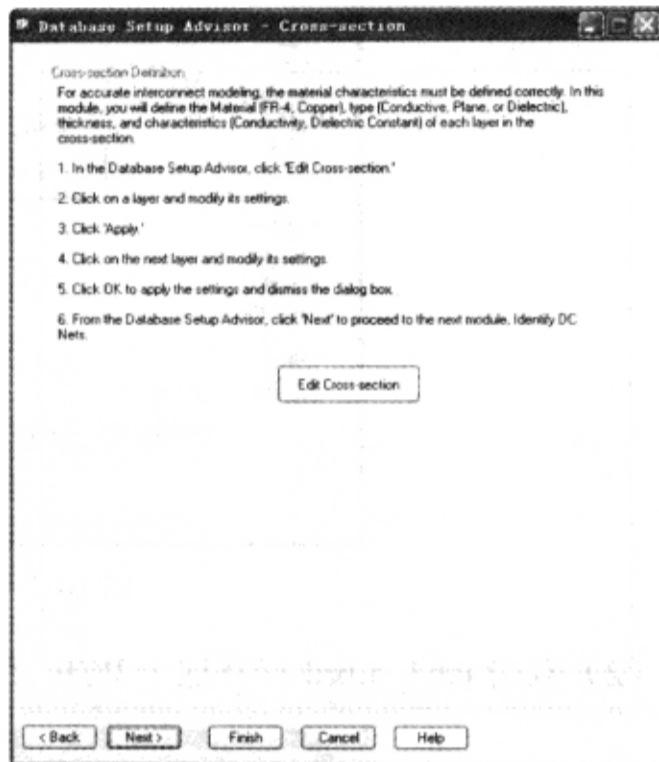 Database Setup Advisor - Cross-section
Cross-section Definition
For accurate interconnect modeling, the material characteristics must be defined correctly. In this
module, you will define the Material (FR-4, Copper), type (Conductive, Plane, or Dielectric),
thickness, and characteristics (Conductivity, Dielectric Constant) of each layer in the
cross-section.
1. In the Database Setup Advisor, click 'Edit Cross-section.'
2. Click on a layer and modify its settings.
3. Click 'Apply.'
4. Click on the next layer and modify its settings.
5. Click OK to apply the settings and dismiss the dialog box.
6. From the Database Setup Advisor, click 'Next' to proceed to the next module, Identify DC
Nets.
Edit Cross-section
< Back Next > Finish Cancel Help